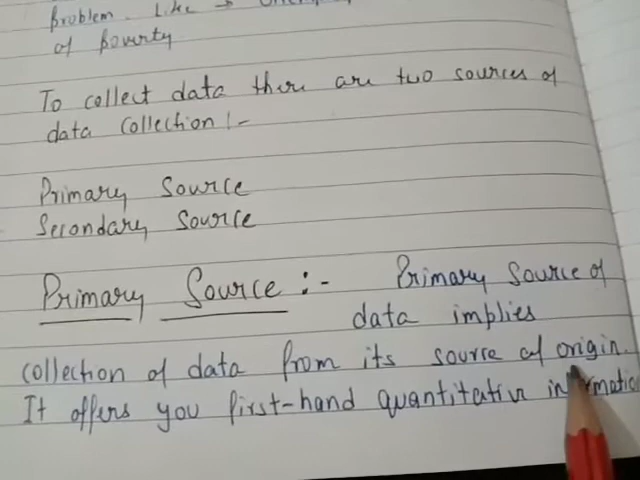 problem. Like →
of poverty
To collect data there are two sources of
data collection!-
Primary Source
Secondary Source
Primary Source :- Primary Source of
data implies
collection of data from its source of origin.
It offers you first-hand quantitative